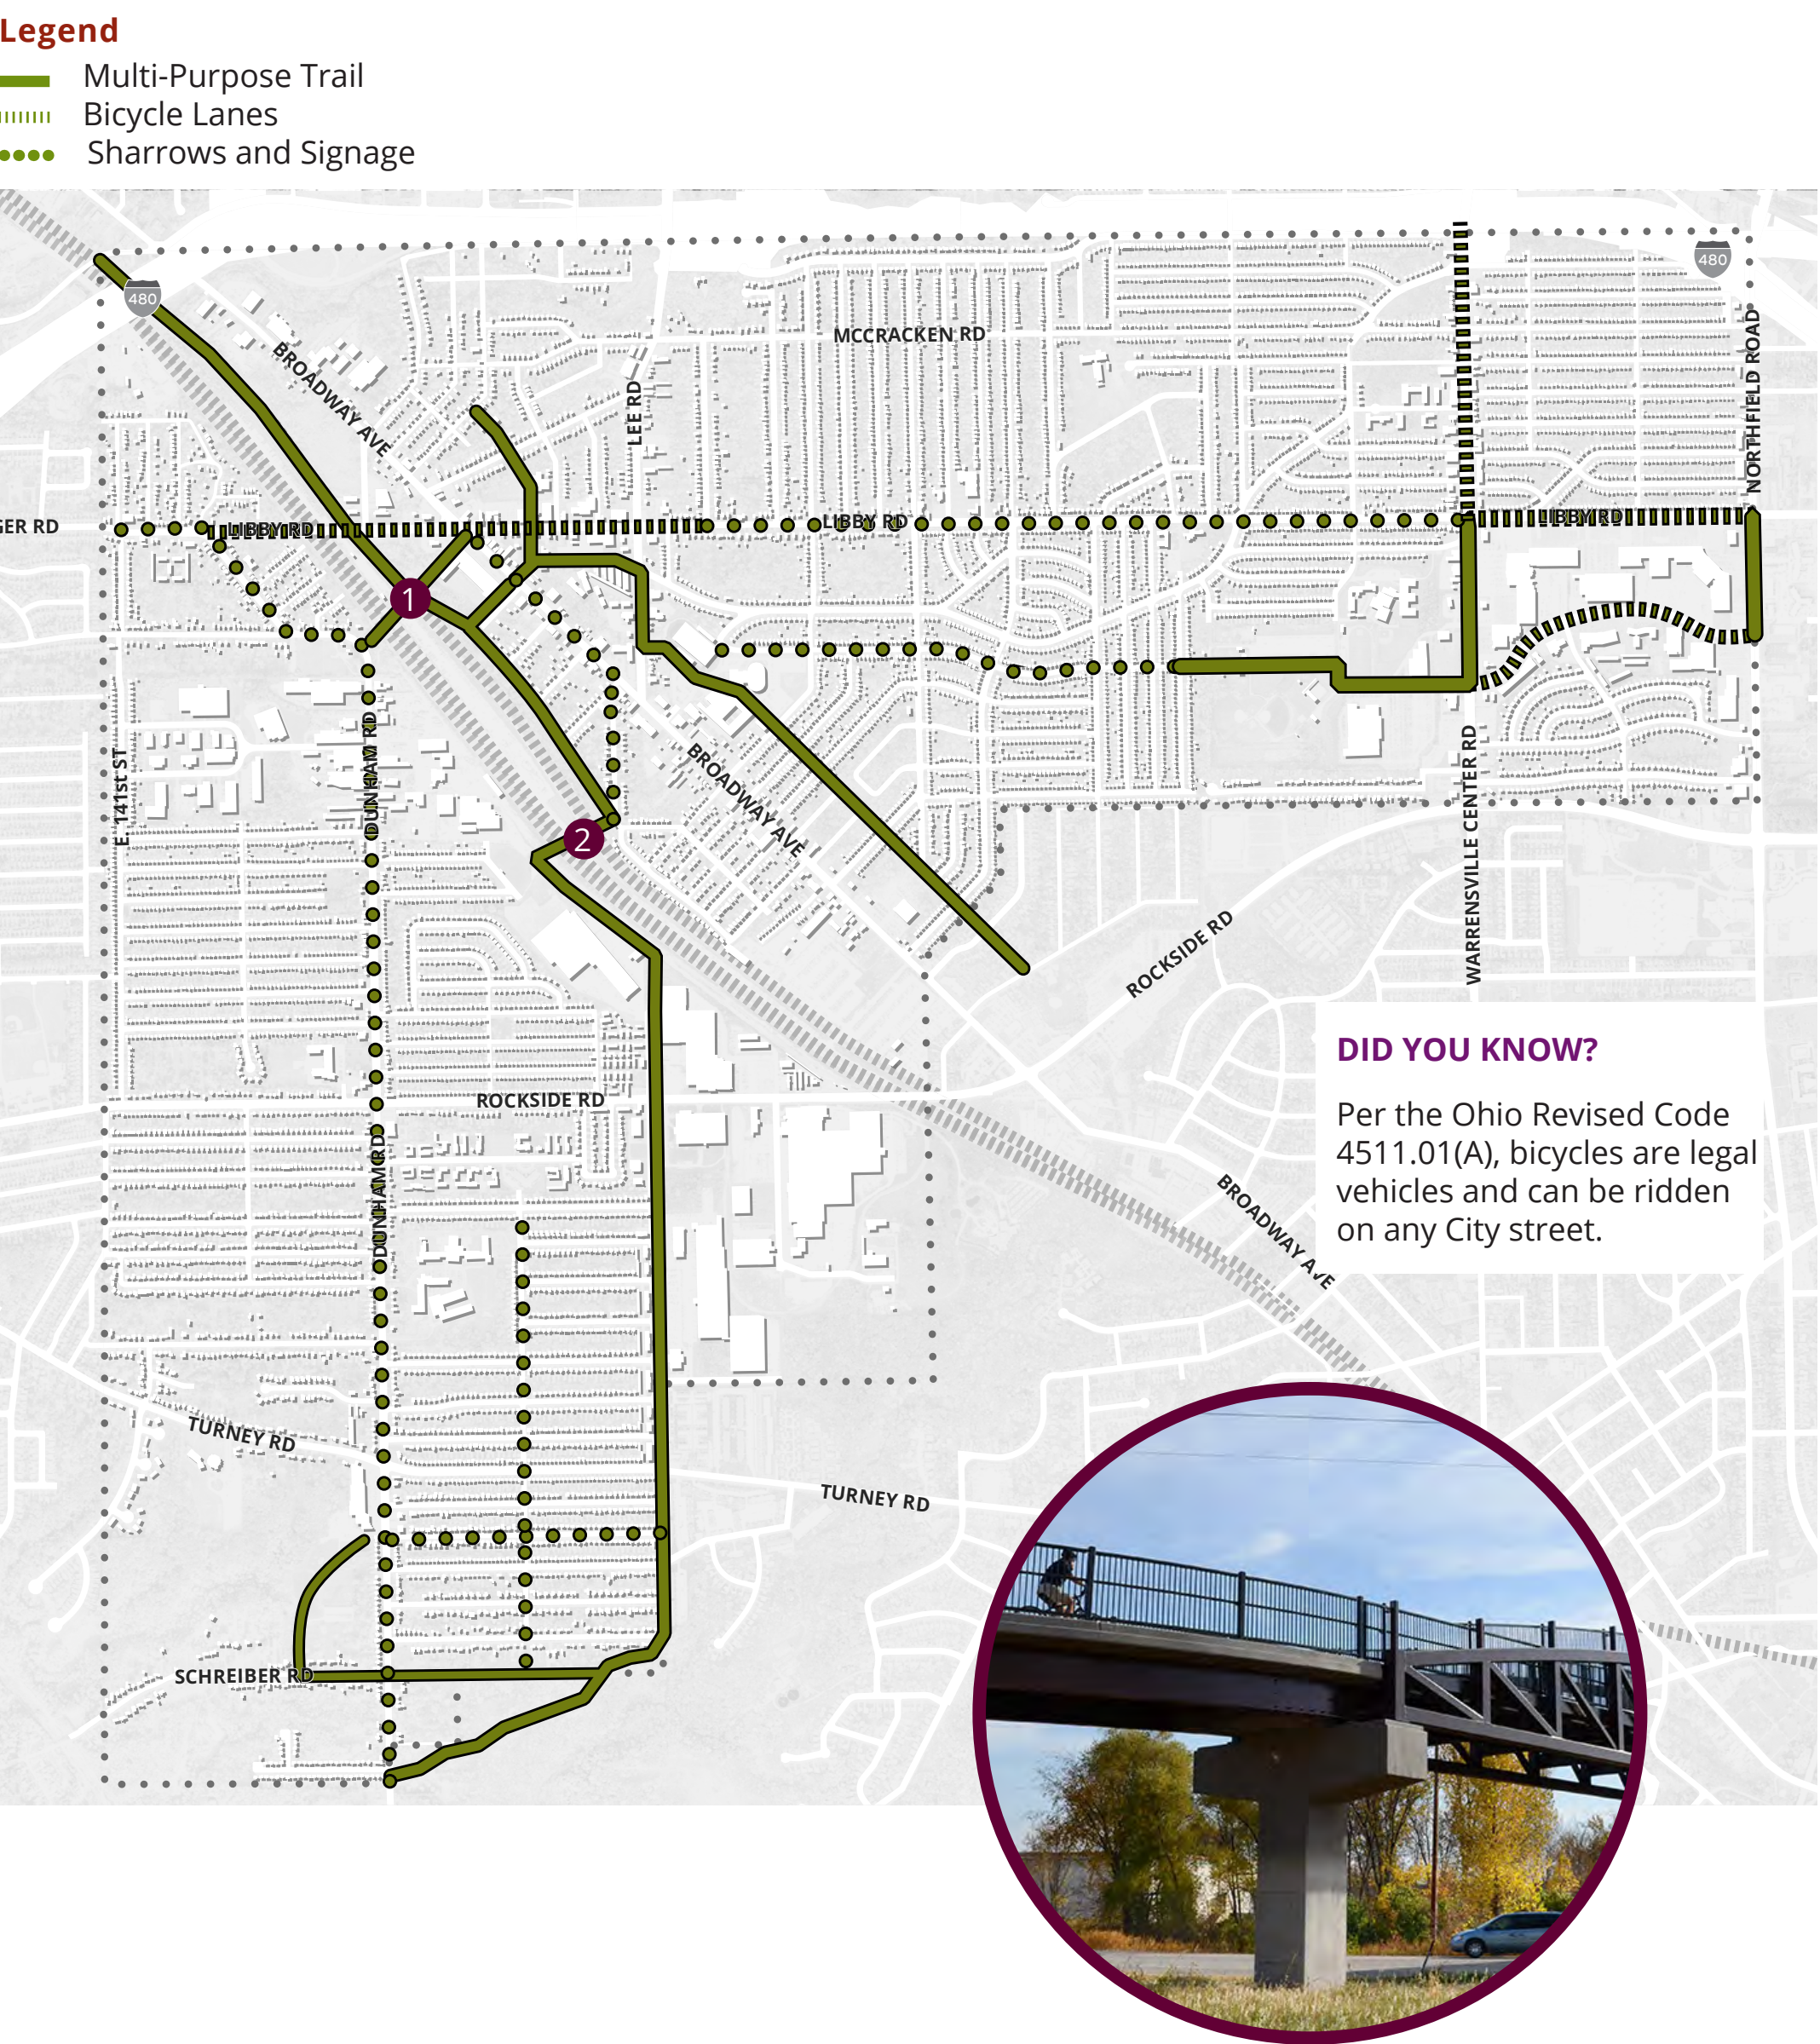 Legend
Multi-Purpose Trail
Bicycle Lanes
Sharrows and Signage
480
480
MCCRACKEN RD
BROADWAY AVE
LEE RD
NORTHFIELD ROAD
GER RD
LIBBY RD
LIBBY RD
LIBBY RD
1
DUNHAM RD
E. 141st ST
2
BROADWAY AVE
WARRENSVILLE CENTER RD
ROCKSIDE RD
ROCKSIDE RD
DUNHAM RD
BROADWAY AVE
DID YOU KNOW?
Per the Ohio Revised Code
4511.01(A), bicycles are legal
vehicles and can be ridden
on any City street.
TURNEY RD
TURNEY RD
SCHREIBER RD